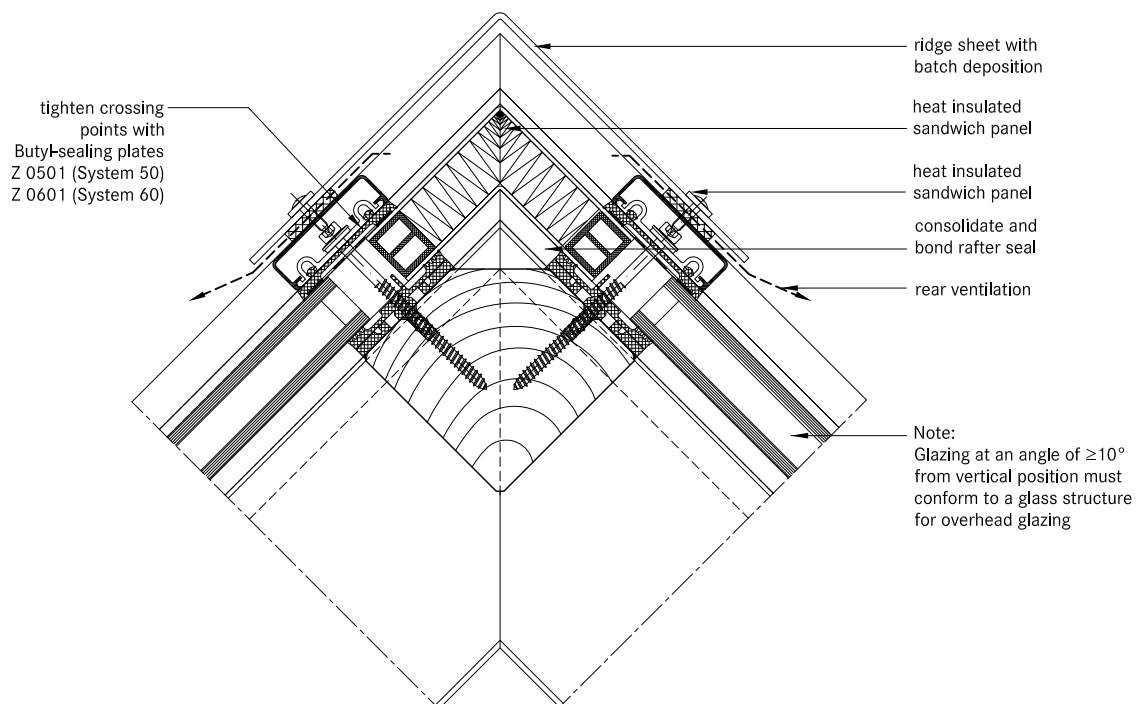 tighten crossing
points with
Butyl-sealing plates
Z 0501 (System 50)
Z 0601 (System 60)
ridge sheet with
batch deposition
heat insulated
sandwich panel
heat insulated
sandwich panel
consolidate and
bond rafter seal
rear ventilation
Note:
Glazing at an angle of ≥10°
from vertical position must
conform to a glass structure
for overhead glazing